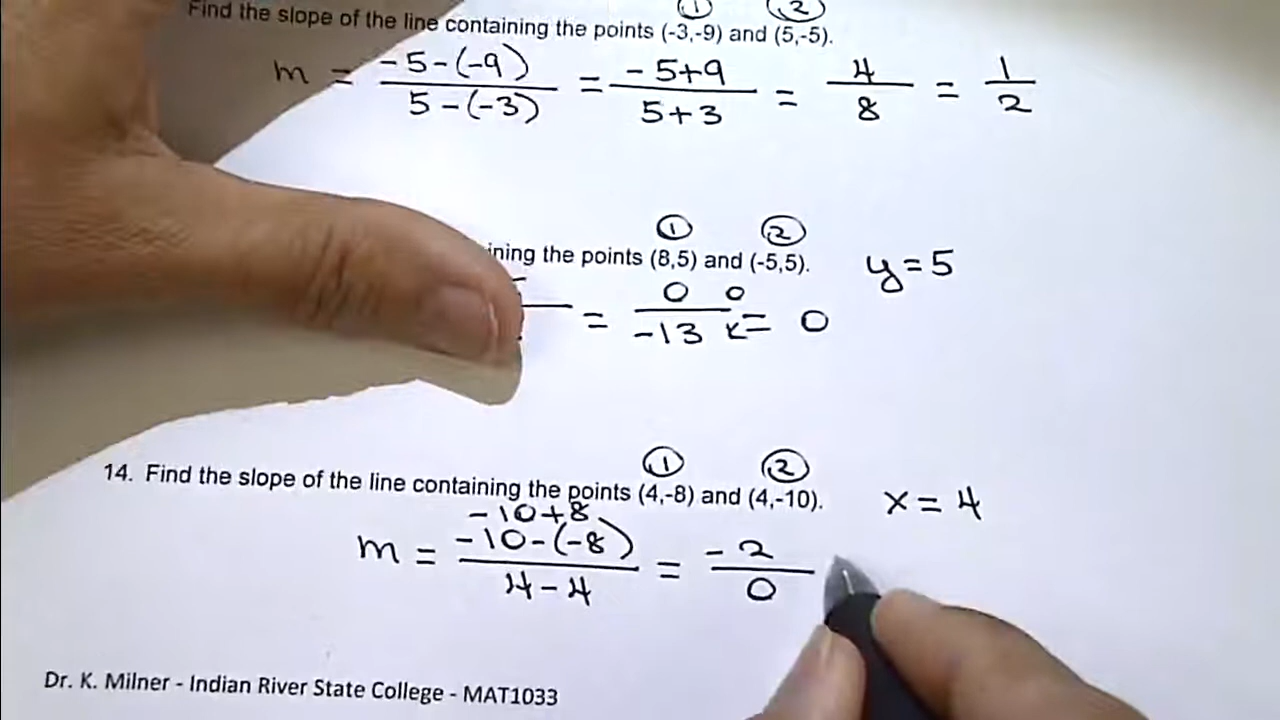 Find the slope of the line containing the points (-3,-9) and (5,-5).
① ②
m = -5-(-9) / 5-(-3) = -5+9 / 5+3 = 4/8 = 1/2
① ②
ining the points (8,5) and (-5,5). y=5
= 0/-13 = 0
① ②
14. Find the slope of the line containing the points (4,-8) and (4,-10). x=4
-10+8
m = -10-(-8) / 4-4 = -2/0
Dr. K. Milner - Indian River State College - MAT1033